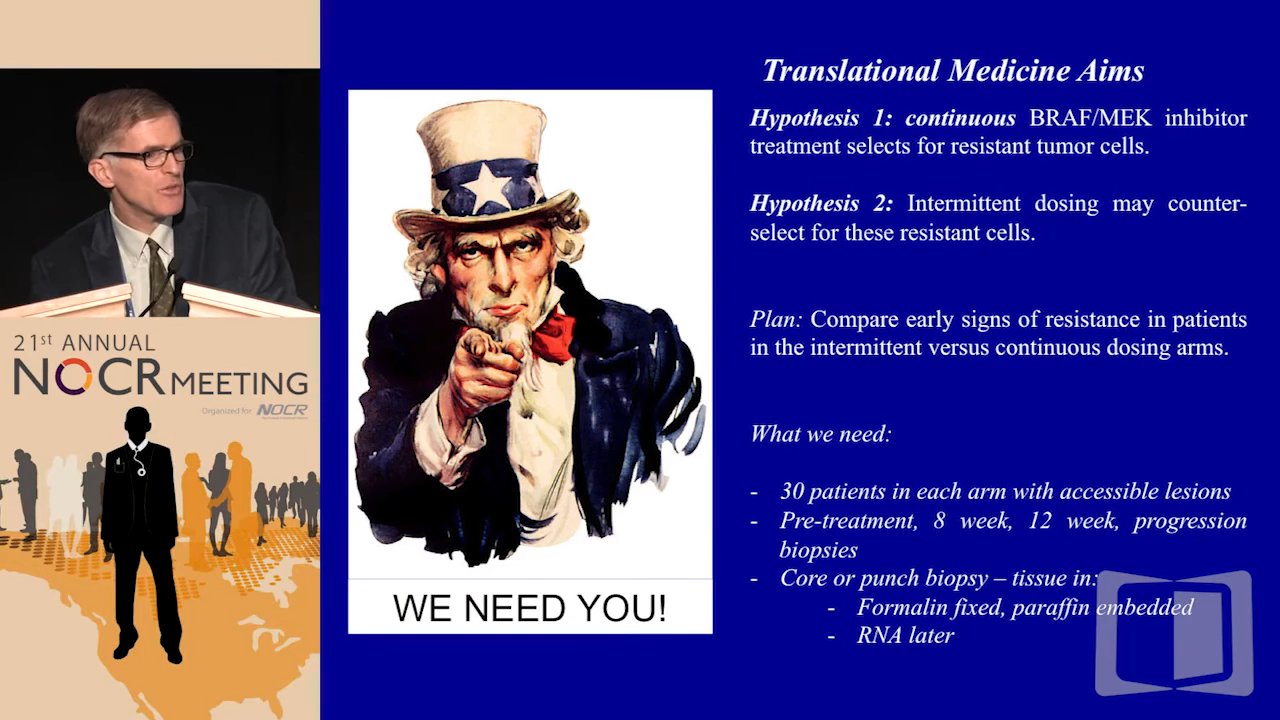 21st ANNUAL
NOCR MEETING
Organized for NOCR
WE NEED YOU!
Translational Medicine Aims
Hypothesis 1: continuous BRAF/MEK inhibitor
treatment selects for resistant tumor cells.
Hypothesis 2: Intermittent dosing may counter-
select for these resistant cells.
Plan: Compare early signs of resistance in patients
in the intermittent versus continuous dosing arms.
What we need:
- 30 patients in each arm with accessible lesions
- Pre-treatment, 8 week, 12 week, progression
biopsies
- Core or punch biopsy – tissue in:
- Formalin fixed, paraffin embedded
- RNA later